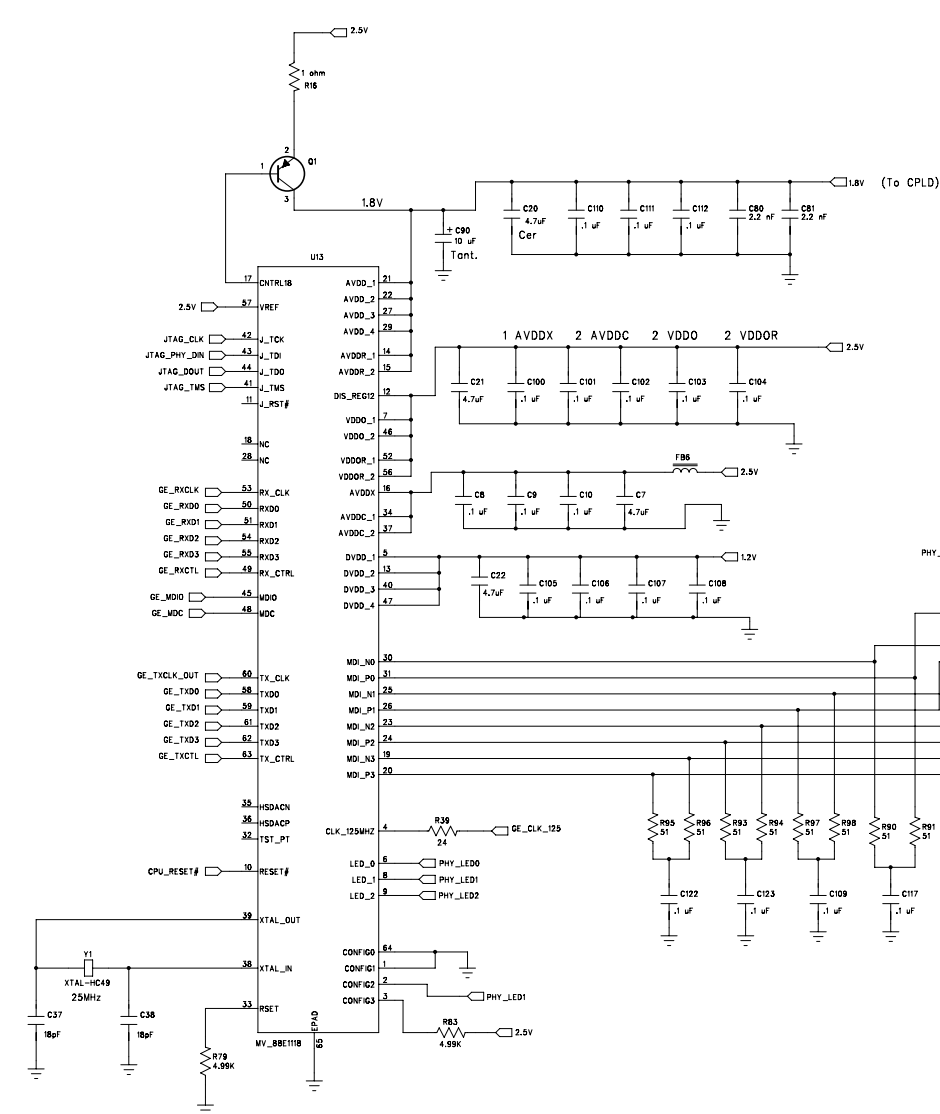 2.5V
1 ohm
R16
2
1
Q1
3
1.8V
1.8V (To CPLD)
C20
4.7uF
Cer
C110
.1 uF
C111
.1 uF
C112
.1 uF
C80
2.2 nF
C81
2.2 nF
+ C90
10 uF
Tant.
U13
17 CNTRL18
2.5V 57 VREF
JTAG_CLK 42 J_TCK
JTAG_PHY_DIN 43 J_TDI
JTAG_DOUT 44 J_TDO
JTAG_TMS 41 J_TMS
11 J_RST#
18 NC
28 NC
GE_RXCLK 53 RX_CLK
GE_RXD0 50 RXD0
GE_RXD1 51 RXD1
GE_RXD2 54 RXD2
GE_RXD3 55 RXD3
GE_RXCTL 49 RX_CTRL
GE_MDIO 45 MDIO
GE_MDC 48 MDC
GE_TXCLK_OUT 60 TX_CLK
GE_TXD0 58 TXD0
GE_TXD1 59 TXD1
GE_TXD2 61 TXD2
GE_TXD3 62 TXD3
GE_TXCTL 63 TX_CTRL
35 HSDACN
36 HSDACP
32 TST_PT
CPU_RESET# 10 RESET#
39 XTAL_OUT
38 XTAL_IN
33 RSET
Y1
XTAL-HC49
25MHz
C37
18pF
C38
18pF
R79
4.99K
MV_88E1118
EPAD
65
AVDD_1 21
AVDD_2 22
AVDD_3 27
AVDD_4 29
AVDDR_1 14
AVDDR_2 15
DIS_REG12 12
VDDO_1 7
VDDO_2 46
VDDOR_1 52
VDDOR_2 56
AVDDX 16
AVDDC_1 34
AVDDC_2 37
DVDD_1 5
DVDD_2 13
DVDD_3 40
DVDD_4 47
MDI_N0 30
MDI_P0 31
MDI_N1 25
MDI_P1 26
MDI_N2 23
MDI_P2 24
MDI_N3 19
MDI_P3 20
CLK_125MHZ 4
LED_0 6 PHY_LED0
LED_1 8 PHY_LED1
LED_2 9 PHY_LED2
CONFIG0 64
CONFIG1 1
CONFIG2 2
CONFIG3 3
1 AVDDX 2 AVDDC 2 VDDO 2 VDDOR
2.5V
C21
4.7uF
C100
.1 uF
C101
.1 uF
C102
.1 uF
C103
.1 uF
C104
.1 uF
FB6
2.5V
C8
.1 uF
C9
.1 uF
C10
.1 uF
C7
4.7uF
1.2V
C22
4.7uF
C105
.1 uF
C106
.1 uF
C107
.1 uF
C108
.1 uF
PHY_
R39
24
GE_CLK_125
R95
51
R96
51
R93
51
R94
51
R97
51
R98
51
R90
51
R91
51
C122
.1 uF
C123
.1 uF
C109
.1 uF
C117
.1 uF
PHY_LED1
R83
4.99K
2.5V